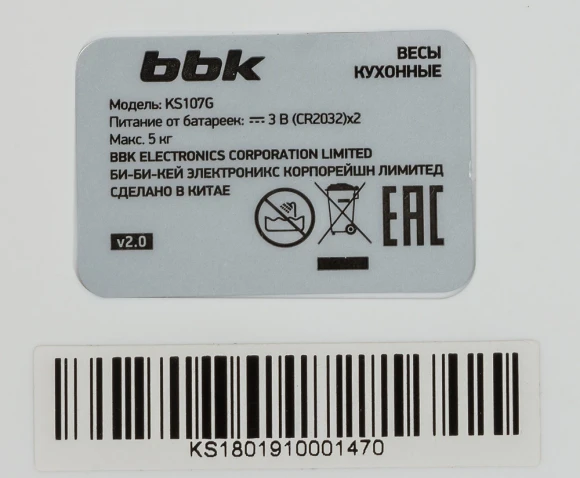 bbk
ВЕСЫ
КУХОННЫЕ
Модель: KS107G
Питание от батареек: ⎓ 3 В (CR2032)x2
Макс. 5 кг
BBK ELECTRONICS CORPORATION LIMITED
БИ-БИ-КЕЙ ЭЛЕКТРОНИКС КОРПОРЕЙШН ЛИМИТЕД
СДЕЛАНО В КИТАЕ
EAC
v2.0
KS1801910001470